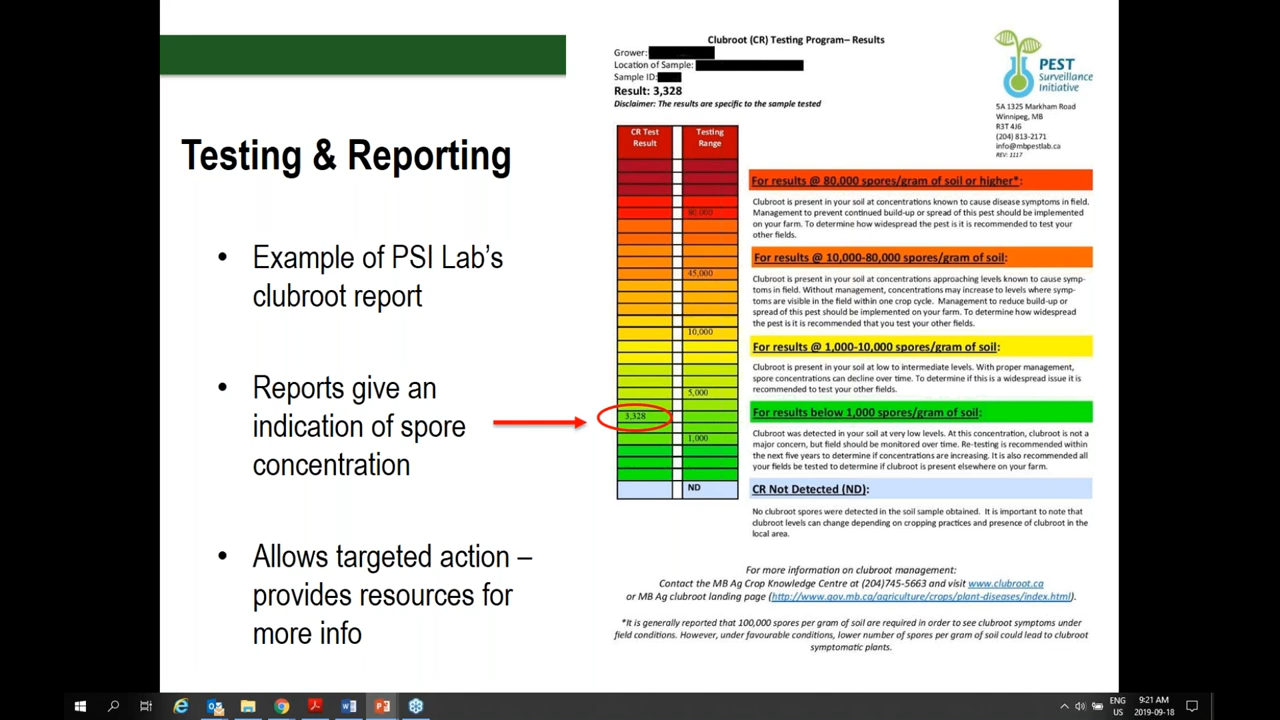 Testing & Reporting
• Example of PSI Lab's
clubroot report
• Reports give an
indication of spore
concentration
• Allows targeted action –
provides resources for
more info
Clubroot (CR) Testing Program– Results
Grower:
Location of Sample:
Sample ID:
Result: 3,328
Disclaimer: The results are specific to the sample tested
PEST
Surveillance
Initiative
5A 1325 Markham Road
Winnipeg, MB
R3T 4J6
(204) 813-2171
info@mbpestlab.ca
REV: 1117
CR Test
Result
Testing
Range
80,000
45,000
10,000
5,000
3,328
1,000
ND
For results @ 80,000 spores/gram of soil or higher*:
Clubroot is present in your soil at concentrations known to cause disease symptoms in field.
Management to prevent continued build-up or spread of this pest should be implemented
on your farm. To determine how widespread the pest is it is recommended to test your
other fields.
For results @ 10,000-80,000 spores/gram of soil:
Clubroot is present in your soil at concentrations approaching levels known to cause symp-
toms in field. Without management, concentrations may increase to levels where symp-
toms are visible in the field within one crop cycle. Management to reduce build-up or
spread of this pest should be implemented on your farm. To determine how widespread
the pest is it is recommended that you test your other fields.
For results @ 1,000-10,000 spores/gram of soil:
Clubroot is present in your soil at low to intermediate levels. With proper management,
spore concentrations can decline over time. To determine if this is a widespread issue it is
recommended to test your other fields.
For results below 1,000 spores/gram of soil:
Clubroot was detected in your soil at very low levels. At this concentration, clubroot is not a
major concern, but field should be monitored over time. Re-testing is recommended within
the next five years to determine if concentrations are increasing. It is also recommended all
your fields be tested to determine if clubroot is present elsewhere on your farm.
CR Not Detected (ND):
No clubroot spores were detected in the soil sample obtained. It is important to note that
clubroot levels can change depending on cropping practices and presence of clubroot in the
local area.
For more information on clubroot management:
Contact the MB Ag Crop Knowledge Centre at (204)745-5663 and visit www.clubroot.ca
or MB Ag clubroot landing page (http://www.gov.mb.ca/agriculture/crops/plant-diseases/index.html).
*It is generally reported that 100,000 spores per gram of soil are required in order to see clubroot symptoms under
field conditions. However, under favourable conditions, lower number of spores per gram of soil could lead to clubroot
symptomatic plants.
ENG
US
9:21 AM
2019-09-18